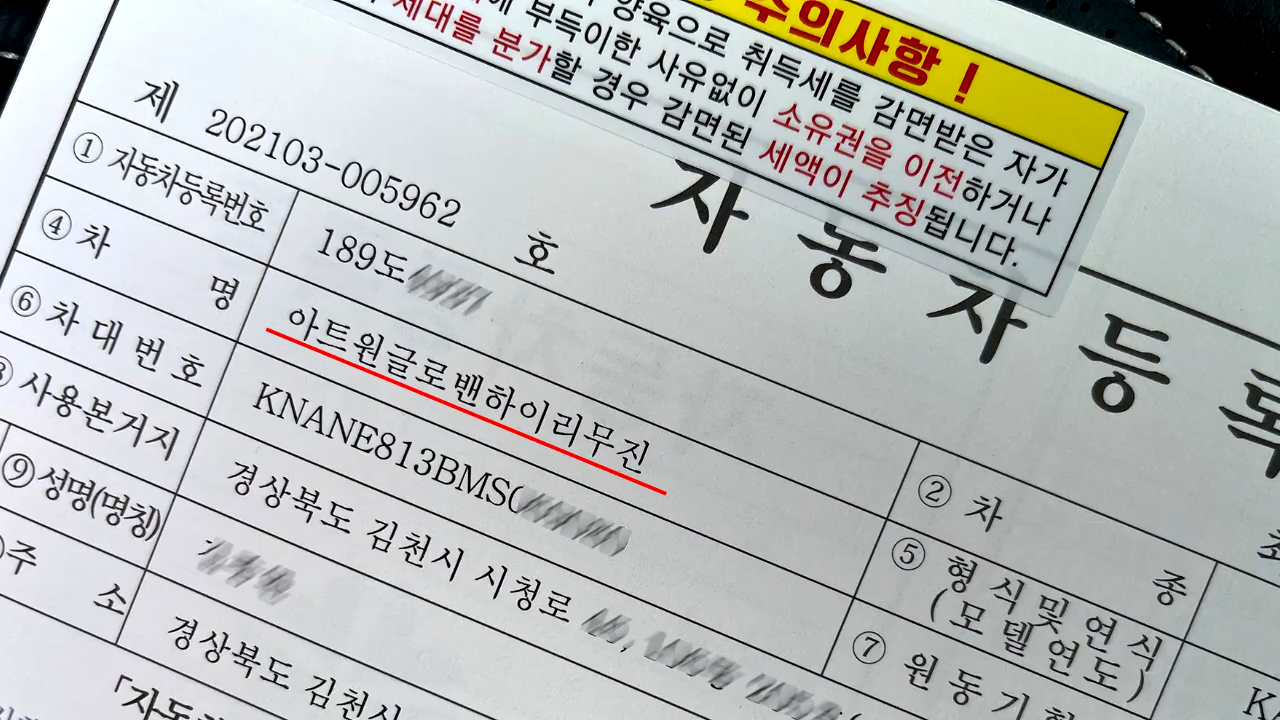 주의사항 !
양육으로 취득세를 감면받은 자가
부득이한 사유없이 소유권을 이전하거나
세대를 분가할 경우 감면된 세액이 추징됩니다.
제 202103-005962 호
자 동 차 등 록
① 자동차등록번호 189도
④ 차 명 아트원글로밴하이리무진
② 차 종
⑥ 차 대 번 호 KNANE813BMS
⑤ 형 식 및 연 식
(모 델 연 도)
사용본거지 경상북도 김천시 시청로
⑦ 원 동 기
⑨ 성명(명칭)
주 소 경상북도 김천시
「자동차